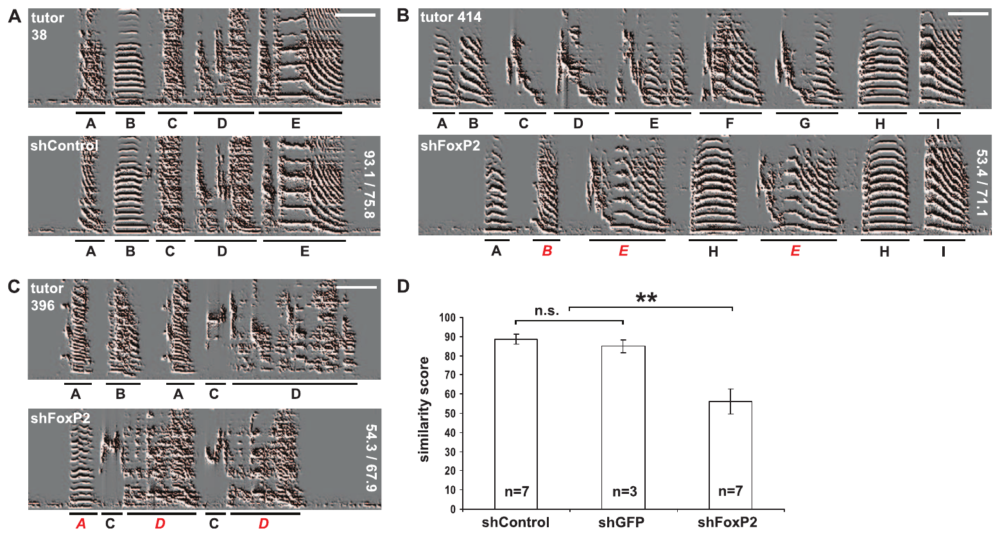 A
tutor
38
A B C D E
shControl
93.1 / 75.8
A B C D E
B
tutor 414
A B C D E F G H I
shFoxP2
53.4 / 71.1
A B E H E H I
C
tutor
396
A B A C D
shFoxP2
54.3 / 67.9
A C D C D
D
**
n.s.
similarity score
100
90
80
70
60
50
40
30
20
10
0
n=7 n=3 n=7
shControl shGFP shFoxP2